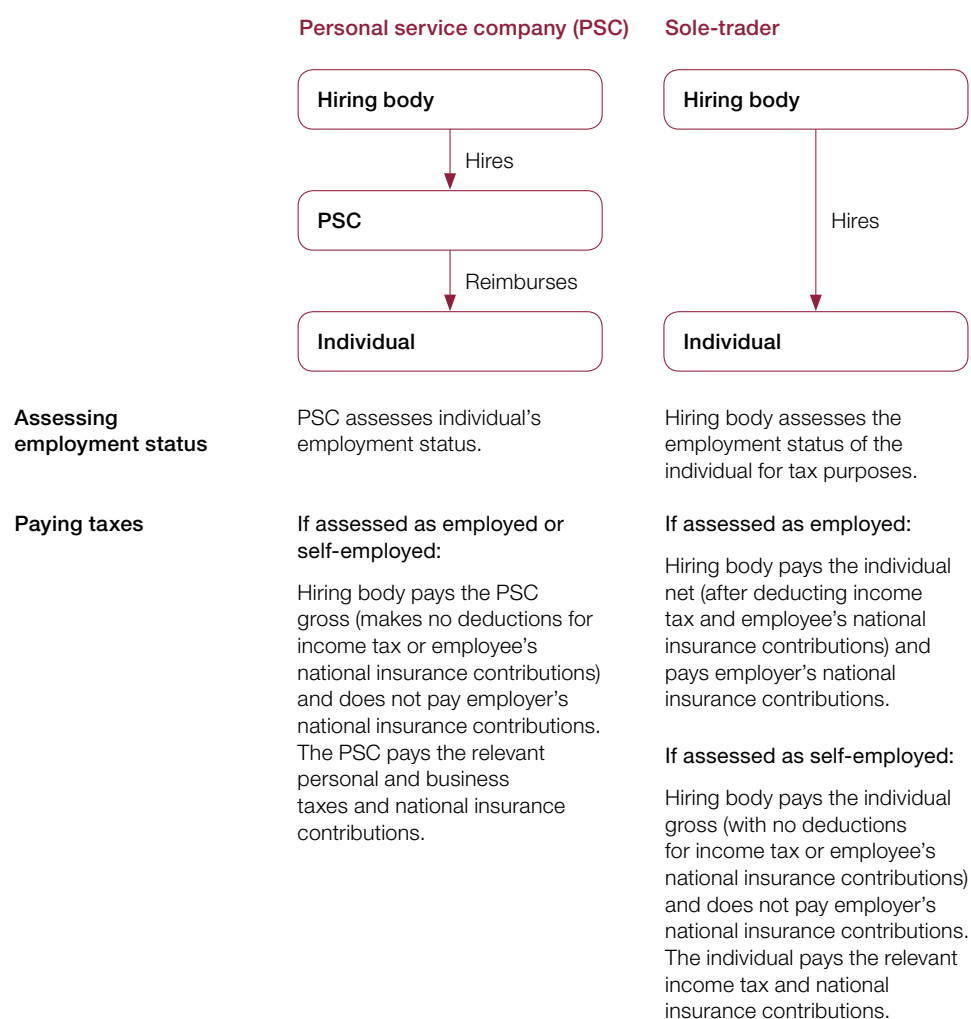 Personal service company (PSC)
Sole-trader
Hiring body
Hires
PSC
Reimburses
Individual
Hiring body
Hires
Individual
Assessing
employment status
PSC assesses individual’s
employment status.
Hiring body assesses the
employment status of the
individual for tax purposes.
Paying taxes
If assessed as employed or
self-employed:
Hiring body pays the PSC
gross (makes no deductions for
income tax or employee’s
national insurance contributions)
and does not pay employer’s
national insurance contributions.
The PSC pays the relevant
personal and business
taxes and national insurance
contributions.
If assessed as employed:
Hiring body pays the individual
net (after deducting income
tax and employee’s national
insurance contributions) and
pays employer’s national
insurance contributions.
If assessed as self-employed:
Hiring body pays the individual
gross (with no deductions
for income tax or employee’s
national insurance contributions)
and does not pay employer’s
national insurance contributions.
The individual pays the relevant
income tax and national
insurance contributions.